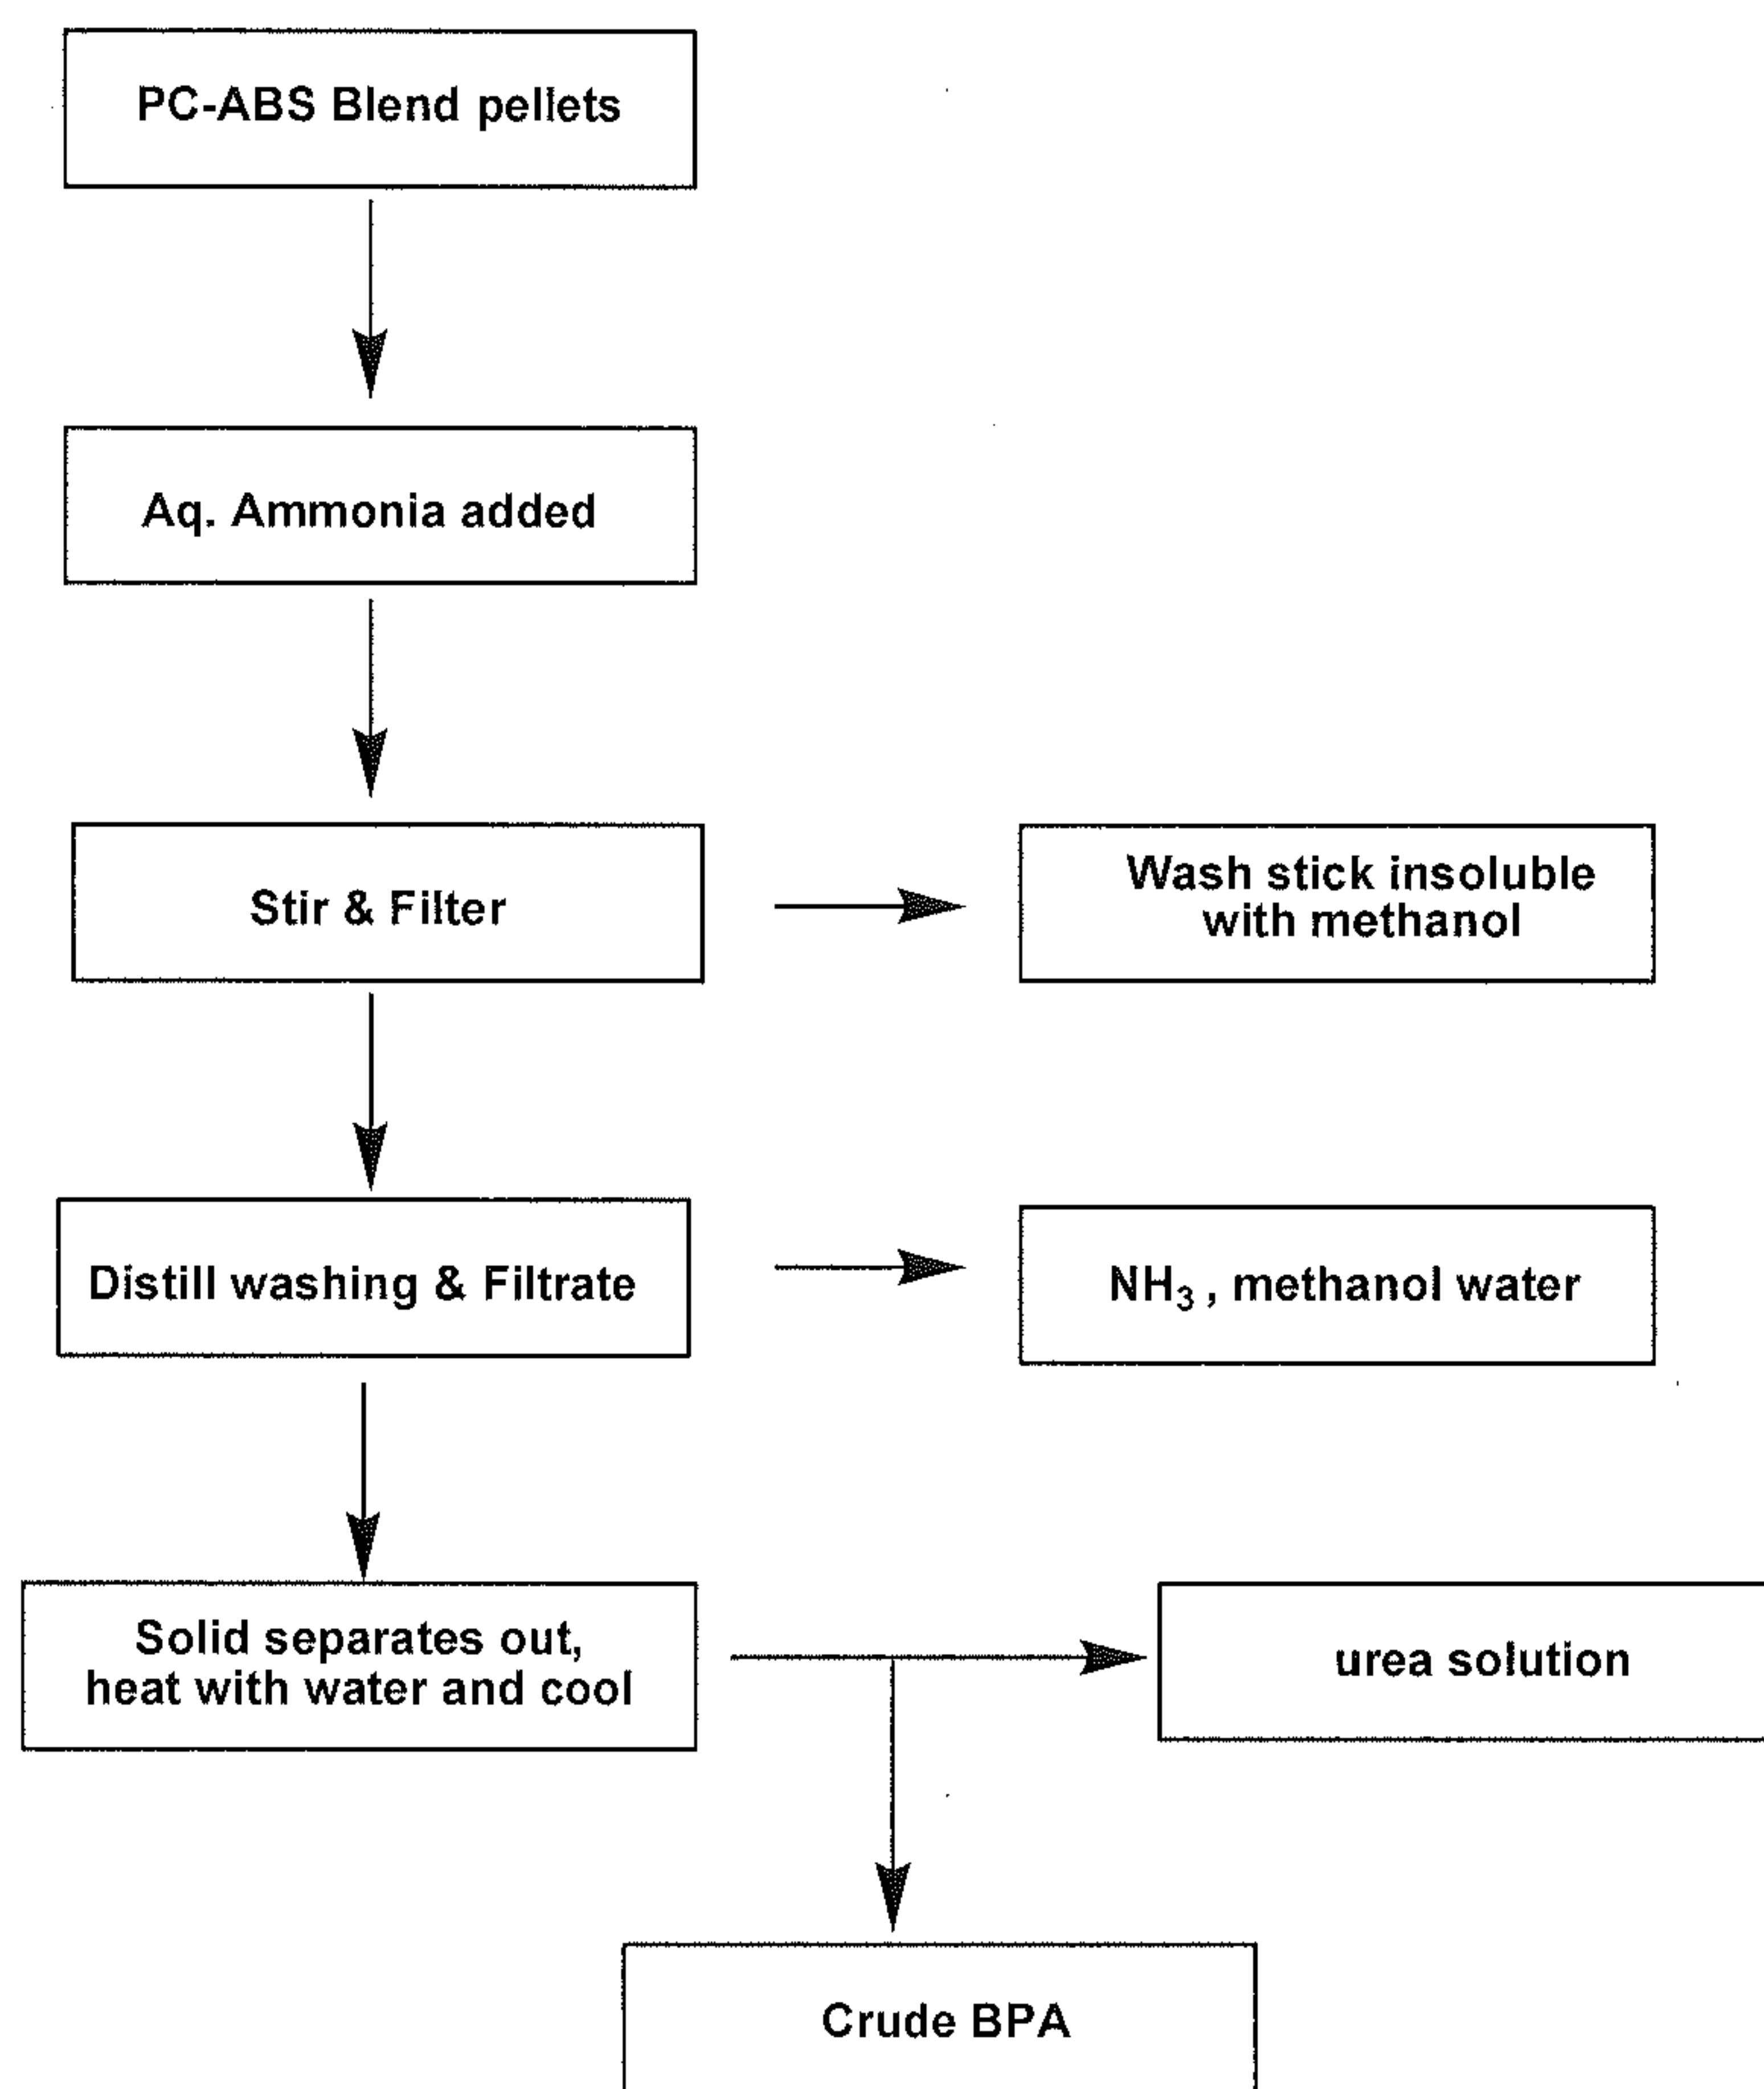 PC-ABS Blend pellets
Aq. Ammonia added
Stir & Filter
Wash stick insoluble
with methanol
Distill washing & Filtrate
NH₃ , methanol water
Solid separates out,
heat with water and cool
urea solution
Crude BPA